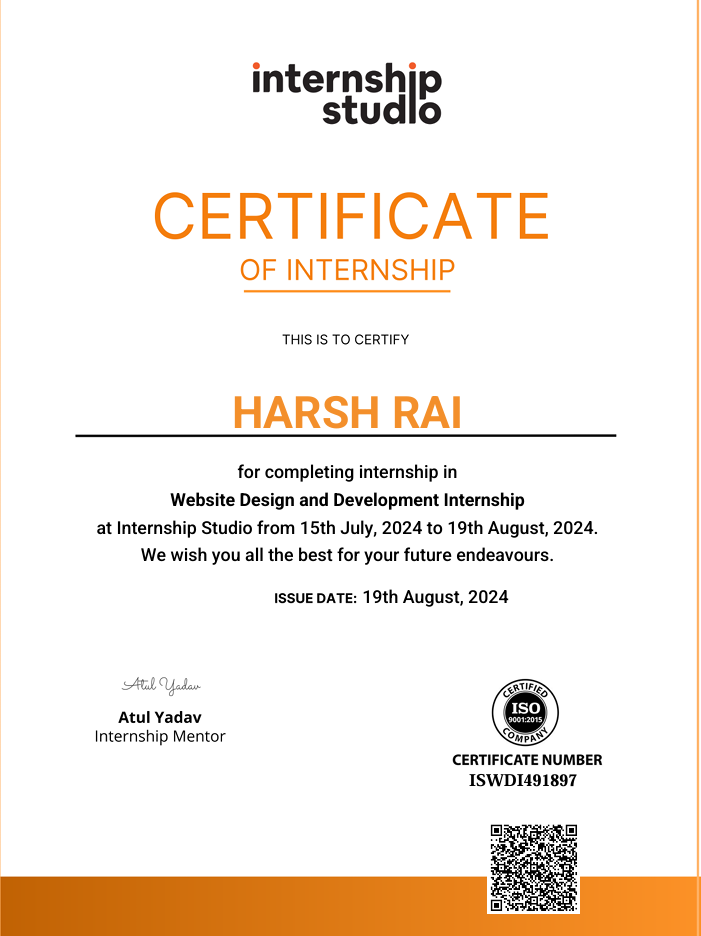 internship
studio
CERTIFICATE
OF INTERNSHIP
THIS IS TO CERTIFY
HARSH RAI
for completing internship in
Website Design and Development Internship
at Internship Studio from 15th July, 2024 to 19th August, 2024.
We wish you all the best for your future endeavours.
ISSUE DATE: 19th August, 2024
Atul Yadav
Atul Yadav
Internship Mentor
CERTIFIED
ISO
9001:2015
COMPANY
CERTIFICATE NUMBER
ISWDI491897